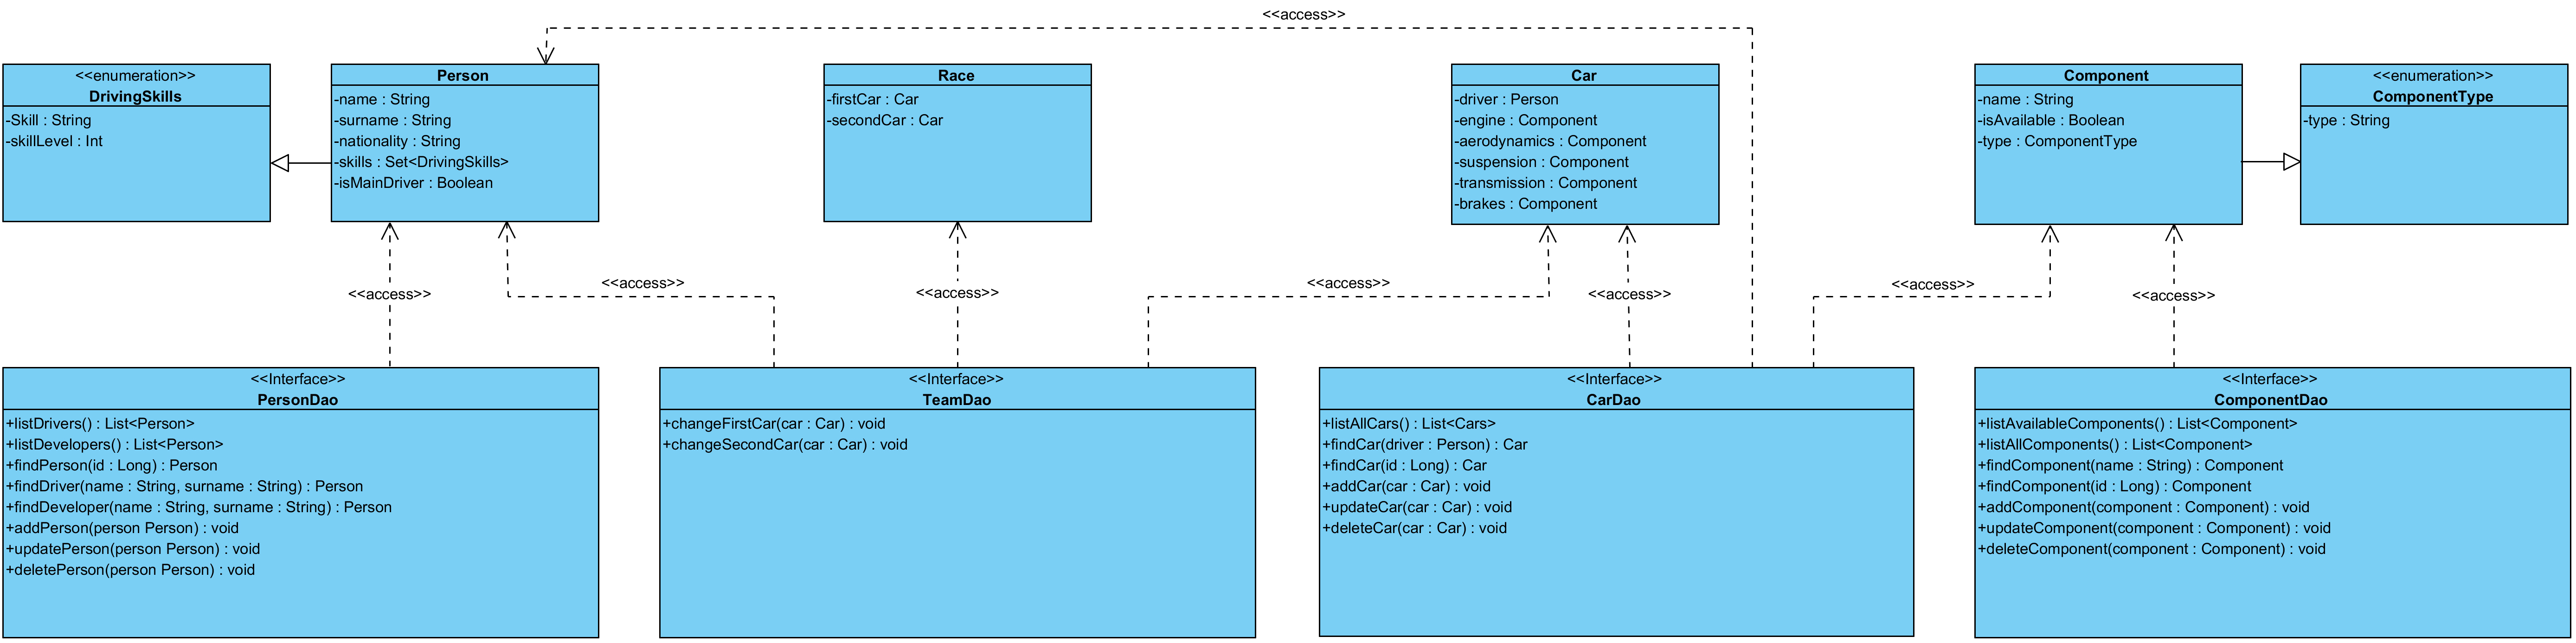 <<access>>
<<enumeration>>
DrivingSkills
-Skill : String
-skillLevel : Int
Person
-name : String
-surname : String
-nationality : String
-skills : Set<DrivingSkills>
-isMainDriver : Boolean
Race
-firstCar : Car
-secondCar : Car
Car
-driver : Person
-engine : Component
-aerodynamics : Component
-suspension : Component
-transmission : Component
-brakes : Component
Component
-name : String
-isAvailable : Boolean
-type : ComponentType
<<enumeration>>
ComponentType
-type : String
<<access>>
<<access>>
<<access>>
<<access>>
<<access>>
<<access>>
<<access>>
<<Interface>>
PersonDao
+listDrivers() : List<Person>
+listDevelopers() : List<Person>
+findPerson(id : Long) : Person
+findDriver(name : String, surname : String) : Person
+findDeveloper(name : String, surname : String) : Person
+addPerson(person Person) : void
+updatePerson(person Person) : void
+deletePerson(person Person) : void
<<Interface>>
TeamDao
+changeFirstCar(car : Car) : void
+changeSecondCar(car : Car) : void
<<Interface>>
CarDao
+listAllCars() : List<Cars>
+findCar(driver : Person) : Car
+findCar(id : Long) : Car
+addCar(car : Car) : void
+updateCar(car : Car) : void
+deleteCar(car : Car) : void
<<Interface>>
ComponentDao
+listAvailableComponents() : List<Component>
+listAllComponents() : List<Component>
+findComponent(name : String) : Component
+findComponent(id : Long) : Component
+addComponent(component : Component) : void
+updateComponent(component : Component) : void
+deleteComponent(component : Component) : void